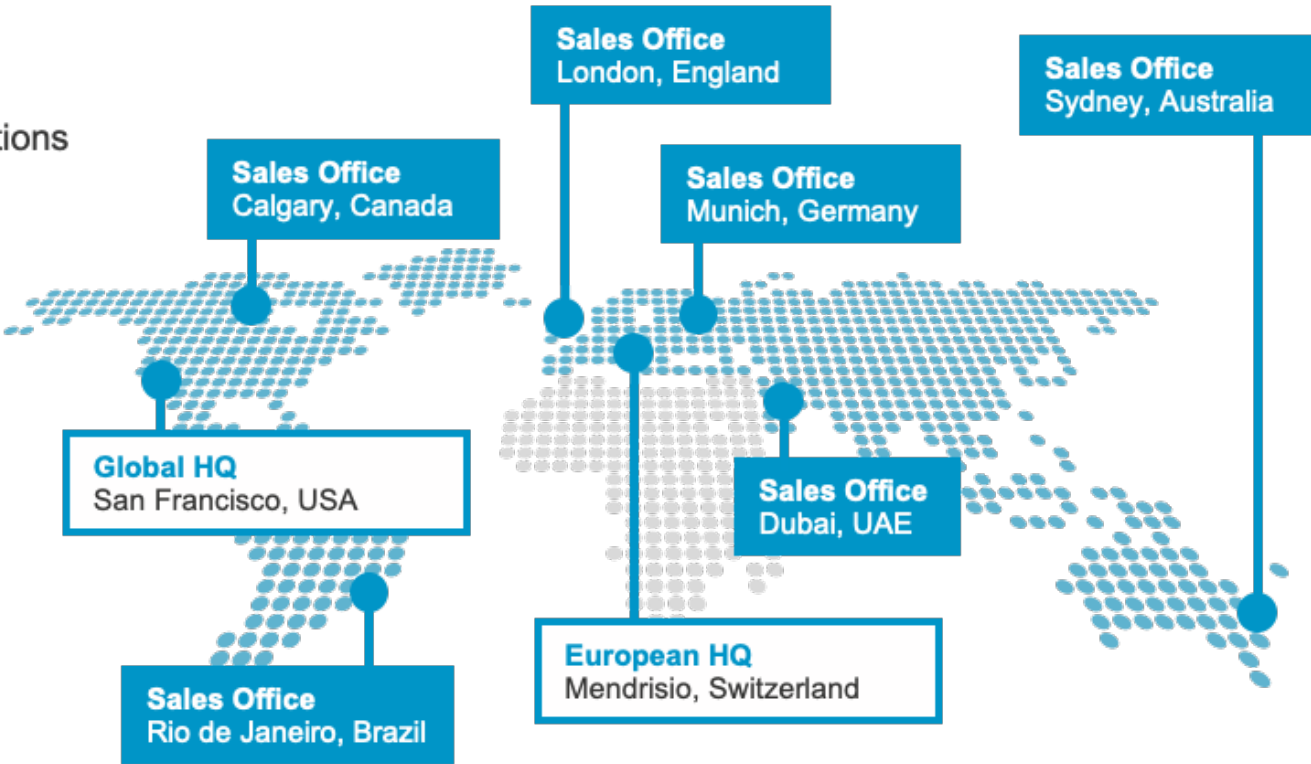 Sales Office
London, England
Sales Office
Sydney, Australia
tions
Sales Office
Calgary, Canada
Sales Office
Munich, Germany
Global HQ
San Francisco, USA
Sales Office
Dubai, UAE
European HQ
Mendrisio, Switzerland
Sales Office
Rio de Janeiro, Brazil